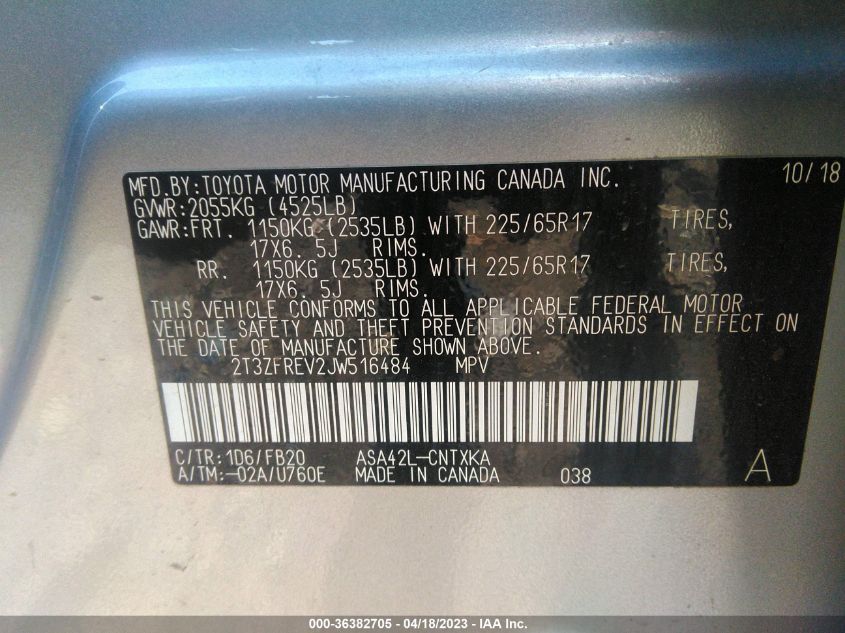 MFD.BY:TOYOTA MOTOR MANUFACTURING CANADA INC. 10/18
GVWR:2055KG (4525LB)
GAWR:FRT. 1150KG (2535LB) WITH 225/65R17 TIRES,
17X6. 5J RIMS.
RR. 1150KG (2535LB) WITH 225/65R17 TIRES,
17X6. 5J RIMS.
THIS VEHICLE CONFORMS TO ALL APPLICABLE FEDERAL MOTOR
VEHICLE SAFETY AND THEFT PREVENTION STANDARDS IN EFFECT ON
THE DATE OF MANUFACTURE SHOWN ABOVE.
2T3ZFREV2JW516484 MPV
C/TR:1D6/FB20 ASA42L-CNTXKA
A/TM:-02A/U760E MADE IN CANADA 038 A
000-36382705 - 04/18/2023 - IAA Inc.